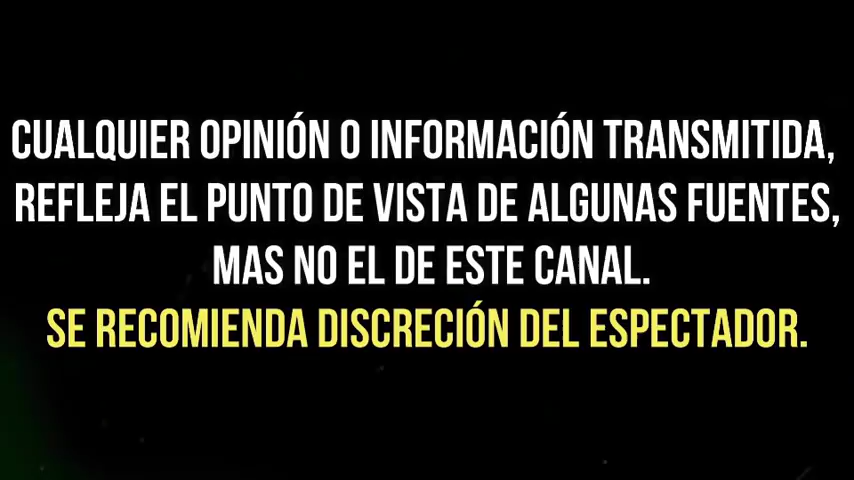 CUALQUIER OPINIÓN O INFORMACIÓN TRANSMITIDA,
REFLEJA EL PUNTO DE VISTA DE ALGUNAS FUENTES,
MAS NO EL DE ESTE CANAL.
SE RECOMIENDA DISCRECIÓN DEL ESPECTADOR.